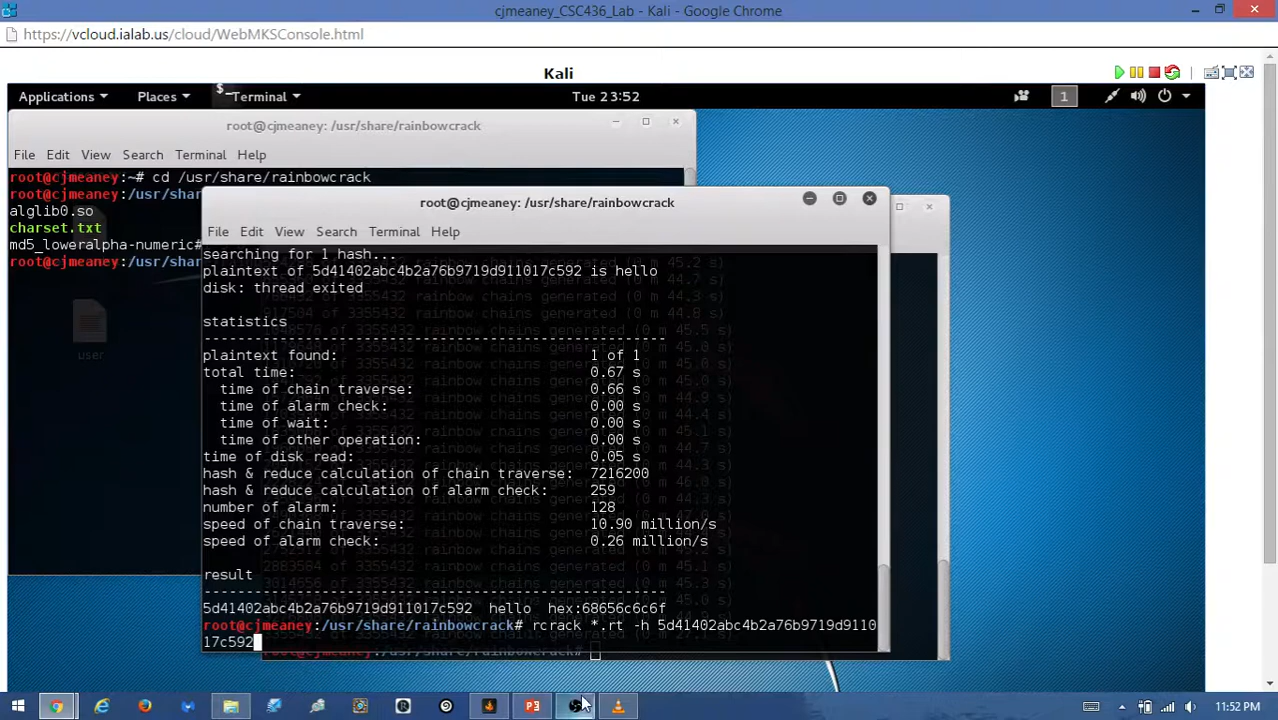 cjmeaney_CSC436_Lab - Kali - Google Chrome
https://vcloud.ialab.us/cloud/WebMKSConsole.html
Kali
Applications Places Terminal Tue 23:52 1
root@cjmeaney: /usr/share/rainbowcrack
File Edit View Search Terminal Help
root@cjmeaney:~# cd /usr/share/rainbowcrack
root@cjmeaney:/usr/shar
alglib0.so
charset.txt
md5_loweralpha-numeric#
root@cjmeaney:/usr/shar
user
root@cjmeaney: /usr/share/rainbowcrack
File Edit View Search Terminal Help
searching for 1 hash...
plaintext of 5d41402abc4b2a76b9719d911017c592 is hello
disk: thread exited
statistics
-------------------------------------------------------
plaintext found: 1 of 1
total time: 0.67 s
time of chain traverse: 0.66 s
time of alarm check: 0.00 s
time of wait: 0.00 s
time of other operation: 0.00 s
time of disk read: 0.05 s
hash & reduce calculation of chain traverse: 7216200
hash & reduce calculation of alarm check: 259
number of alarm: 128
speed of chain traverse: 10.90 million/s
speed of alarm check: 0.26 million/s
result
-------------------------------------------------------
5d41402abc4b2a76b9719d911017c592 hello hex:68656c6c6f
root@cjmeaney:/usr/share/rainbowcrack# rcrack *.rt -h 5d41402abc4b2a76b9719d9110
17c592
root@cjmeaney:/usr/share/rainbowcrack#
11:52 PM